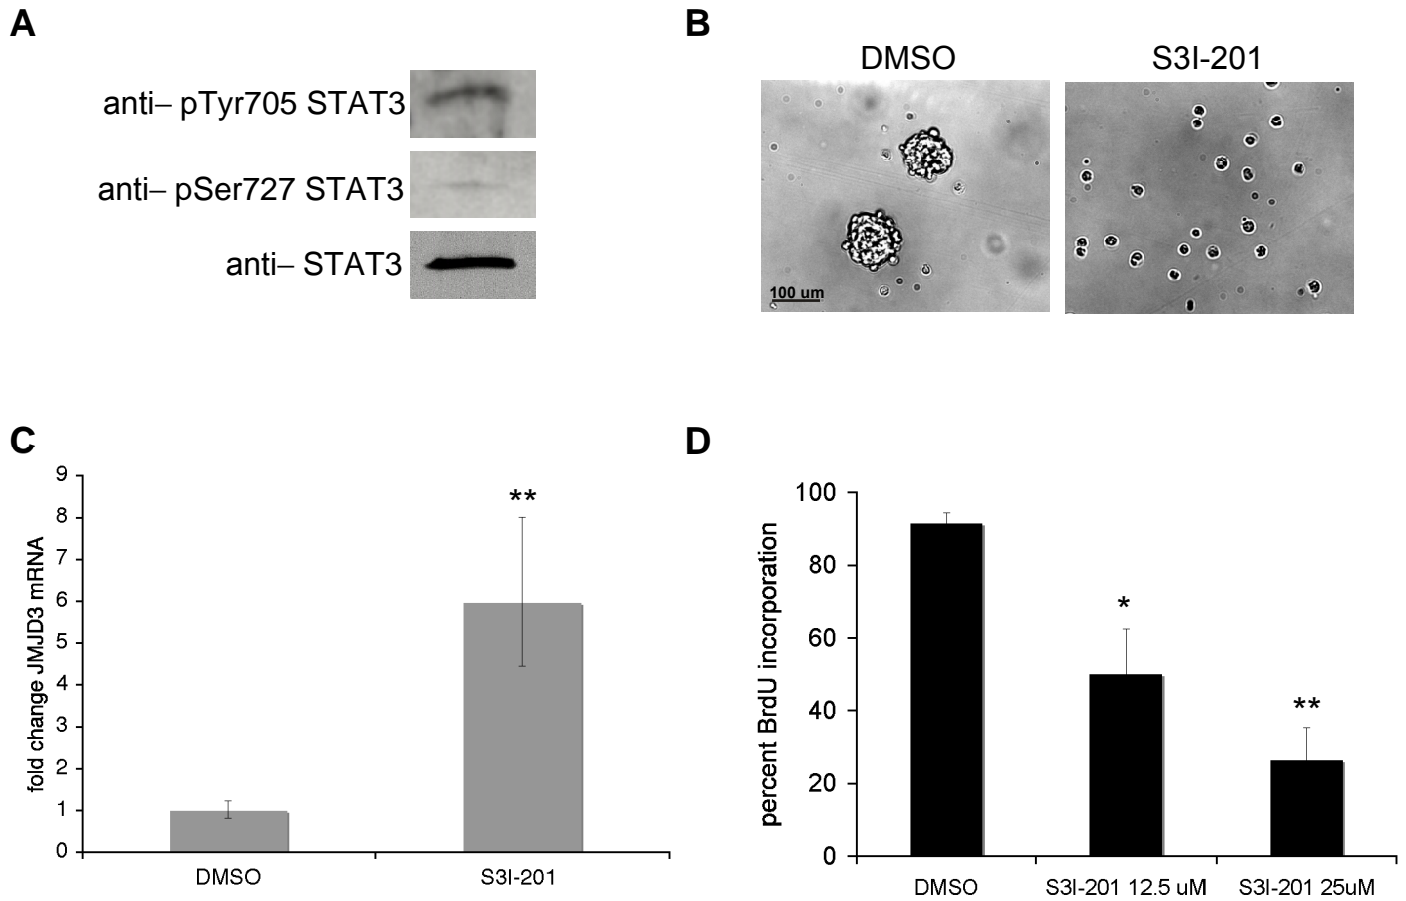 A
anti– pTyr705 STAT3
anti– pSer727 STAT3
anti– STAT3
B
DMSO S3I-201
100 um
C
fold change JMJD3 mRNA
9
8
7
6
5
4
3
2
1
0
**
DMSO S3I-201
D
percent BrdU incorporation
100
80
60
40
20
0
*
**
DMSO S3I-201 12.5 uM S3I-201 25uM